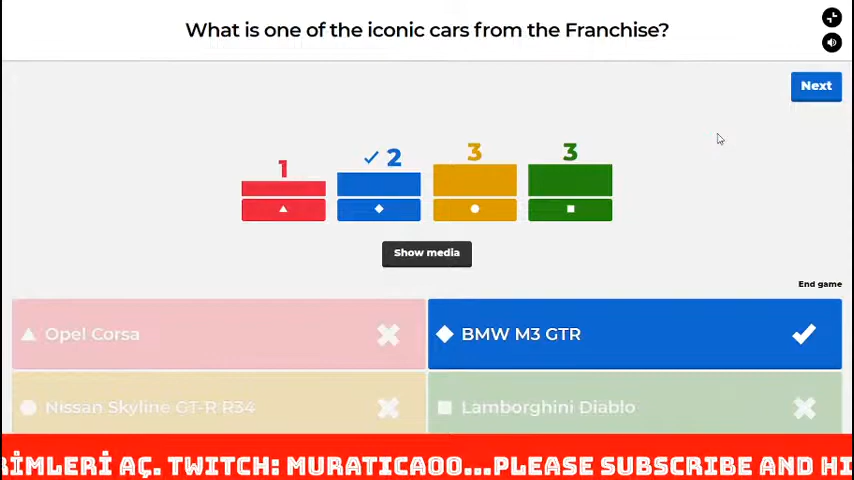 What is one of the iconic cars from the Franchise?
Next
1
2
3
3
Show media
End game
Opel Corsa
BMW M3 GTR
Nissan Skyline GT-R R34
Lamborghini Diablo
RİMLERİ AÇ. TWITCH: MURATICA00...PLEASE SUBSCRIBE AND HI